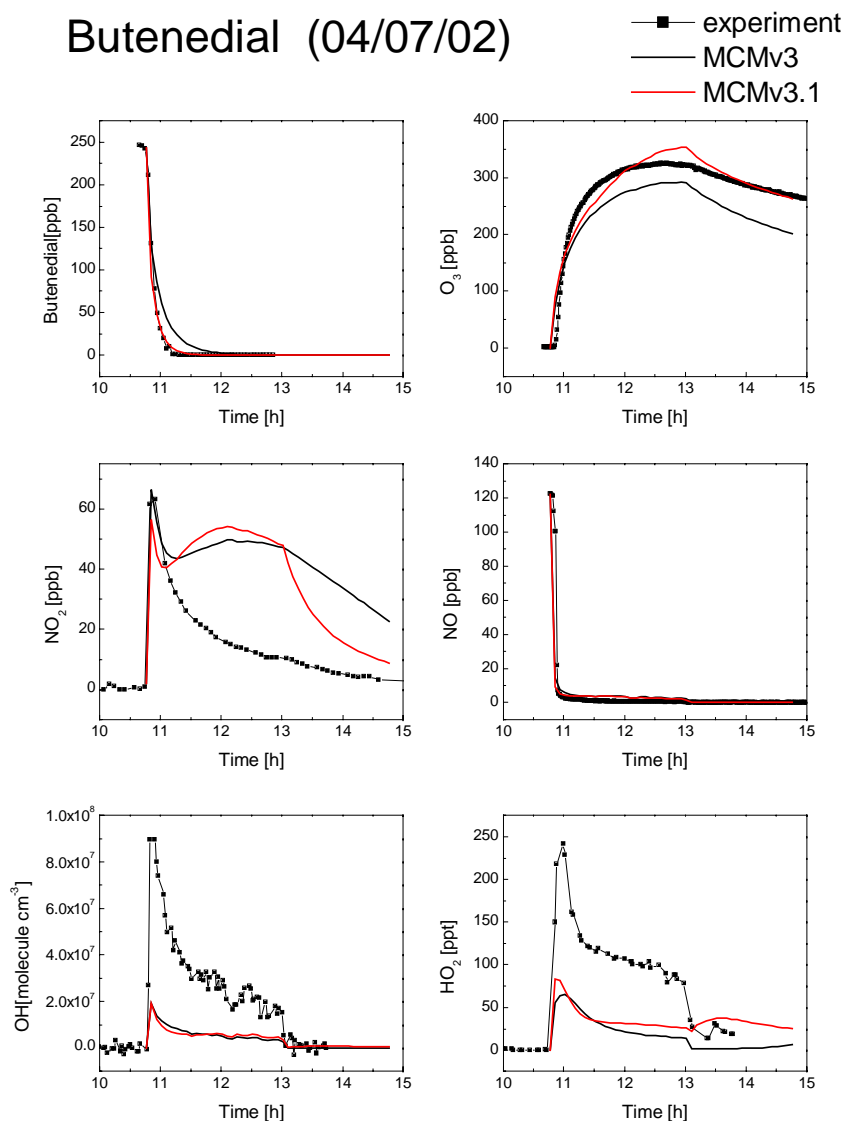 Butenedial (04/07/02)
experiment
MCMv3
MCMv3.1
250
200
150
100
50
0
Butenedial[ppb]
10 11 12 13 14 15
Time [h]
400
300
200
100
0
O3 [ppb]
10 11 12 13 14 15
Time [h]
60
40
20
0
NO2 [ppb]
10 11 12 13 14 15
Time [h]
140
120
100
80
60
40
20
0
NO [ppb]
10 11 12 13 14 15
Time [h]
1.0x10^8
8.0x10^7
6.0x10^7
4.0x10^7
2.0x10^7
0.0
OH[molecule cm^-3]
10 11 12 13 14 15
Time [h]
250
200
150
100
50
0
HO2 [ppt]
10 11 12 13 14 15
Time [h]